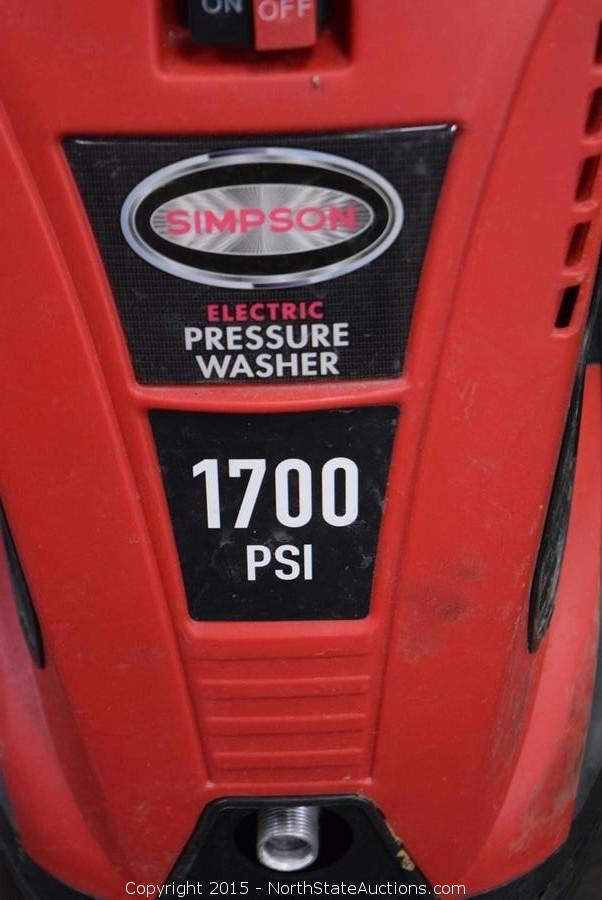 ON OFF
SIMPSON
ELECTRIC
PRESSURE
WASHER
1700
PSI
Copyright 2015 - NorthStateAuctions.com